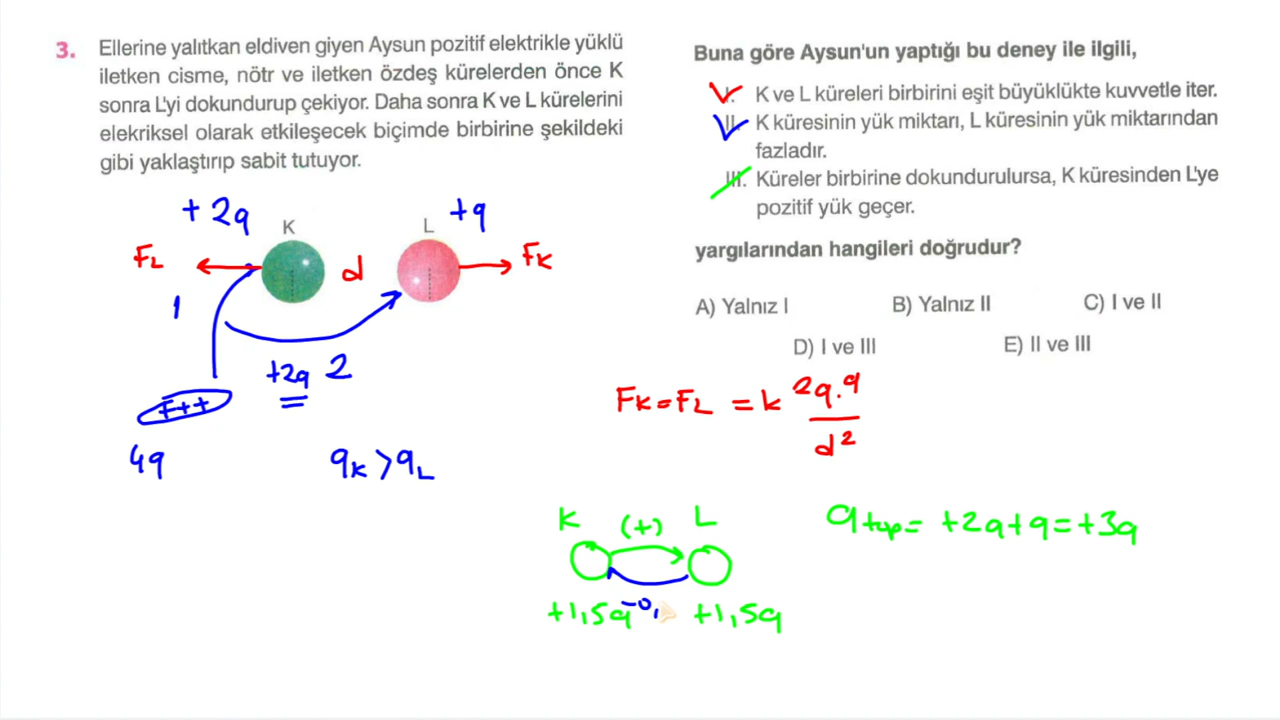 3. Ellerine yalıtkan eldiven giyen Aysun pozitif elektrikle yüklü
iletken cisme, nötr ve iletken özdeş kürelerden önce K
sonra L'yi dokundurup çekiyor. Daha sonra K ve L kürelerini
elekriksel olarak etkileşecek biçimde birbirine şekildeki
gibi yaklaştırıp sabit tutuyor.
+2q
K
L
+q
FL
d
FK
1
+2q 2
+++
4q
qK > qL
Buna göre Aysun'un yaptığı bu deney ile ilgili,
I. K ve L küreleri birbirini eşit büyüklükte kuvvetle iter.
II. K küresinin yük miktarı, L küresinin yük miktarından
fazladır.
III. Küreler birbirine dokundurulursa, K küresinden L'ye
pozitif yük geçer.
yargılarından hangileri doğrudur?
A) Yalnız I B) Yalnız II C) I ve II
D) I ve III E) II ve III
FK = FL = k 2q.q
d²
K (+) L
qtop = +2q+q = +3q
+1,5q -0, +1,5q